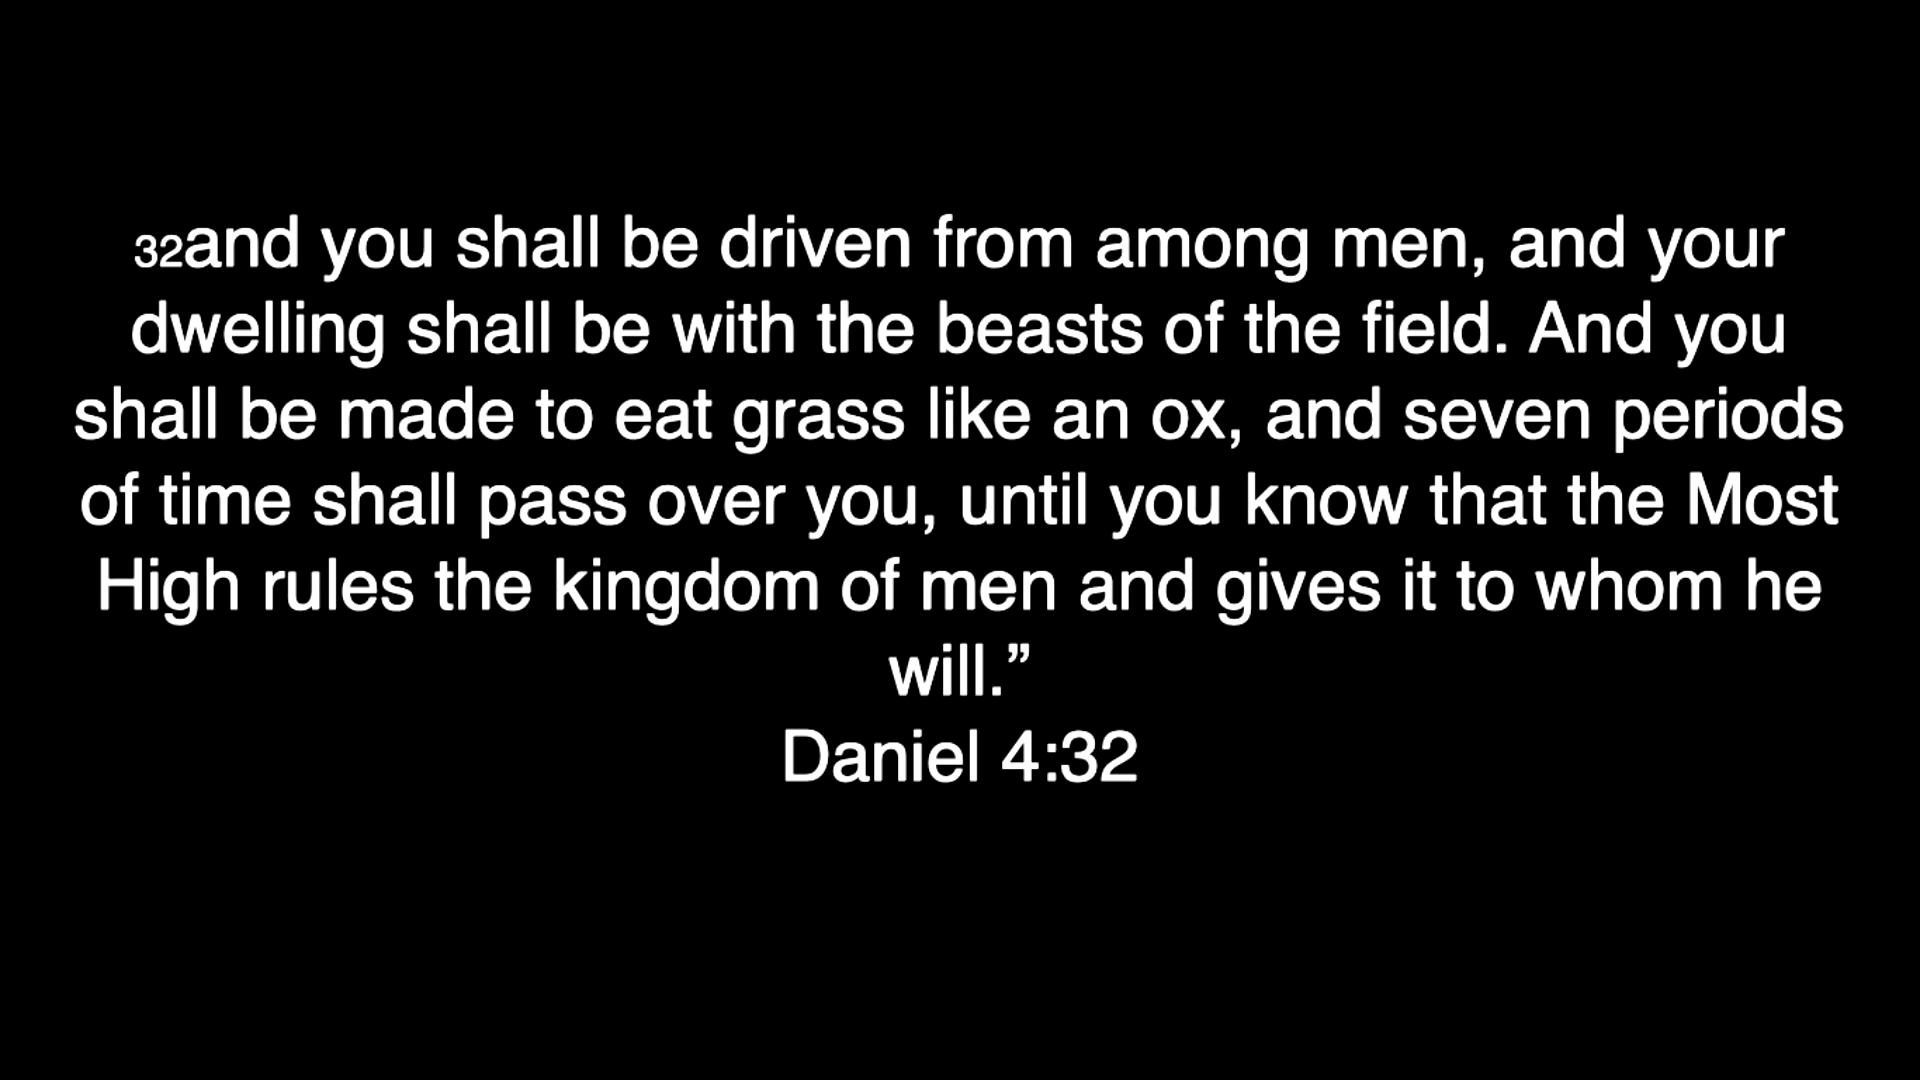 32and you shall be driven from among men, and your
dwelling shall be with the beasts of the field. And you
shall be made to eat grass like an ox, and seven periods
of time shall pass over you, until you know that the Most
High rules the kingdom of men and gives it to whom he
will.”
Daniel 4:32